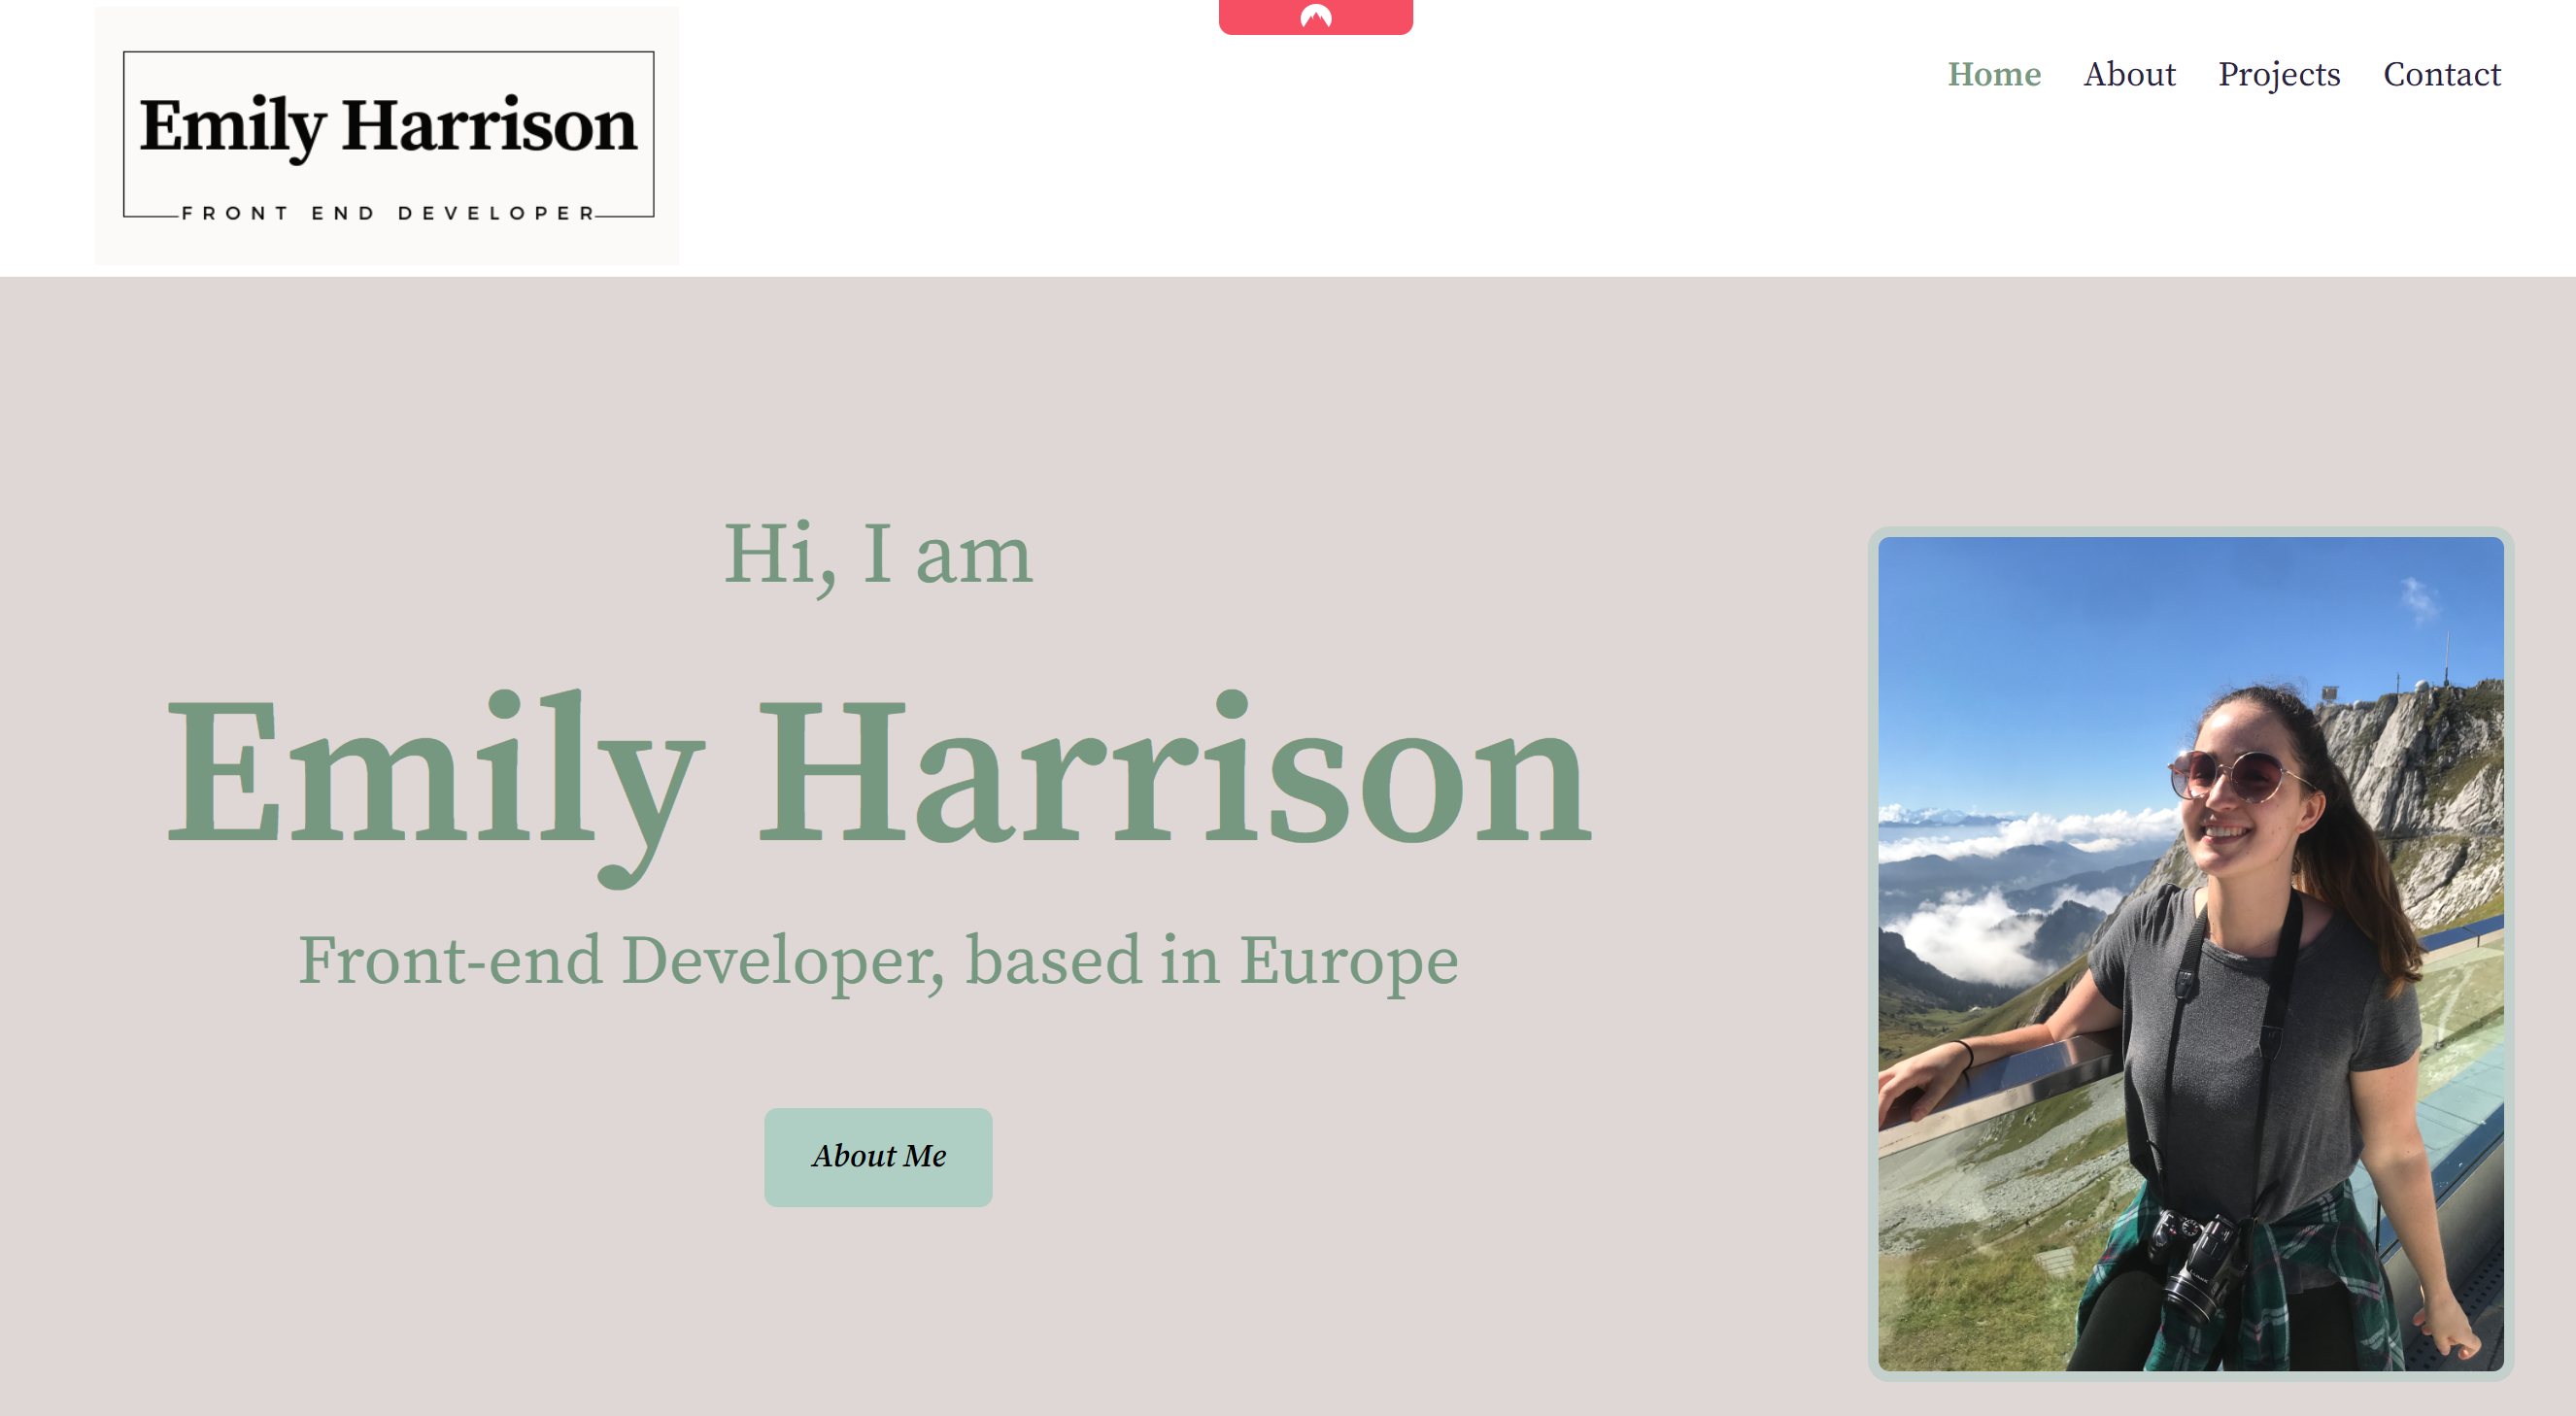 Emily Harrison
FRONT END DEVELOPER
Home About Projects Contact
Hi, I am
Emily Harrison
Front-end Developer, based in Europe
About Me